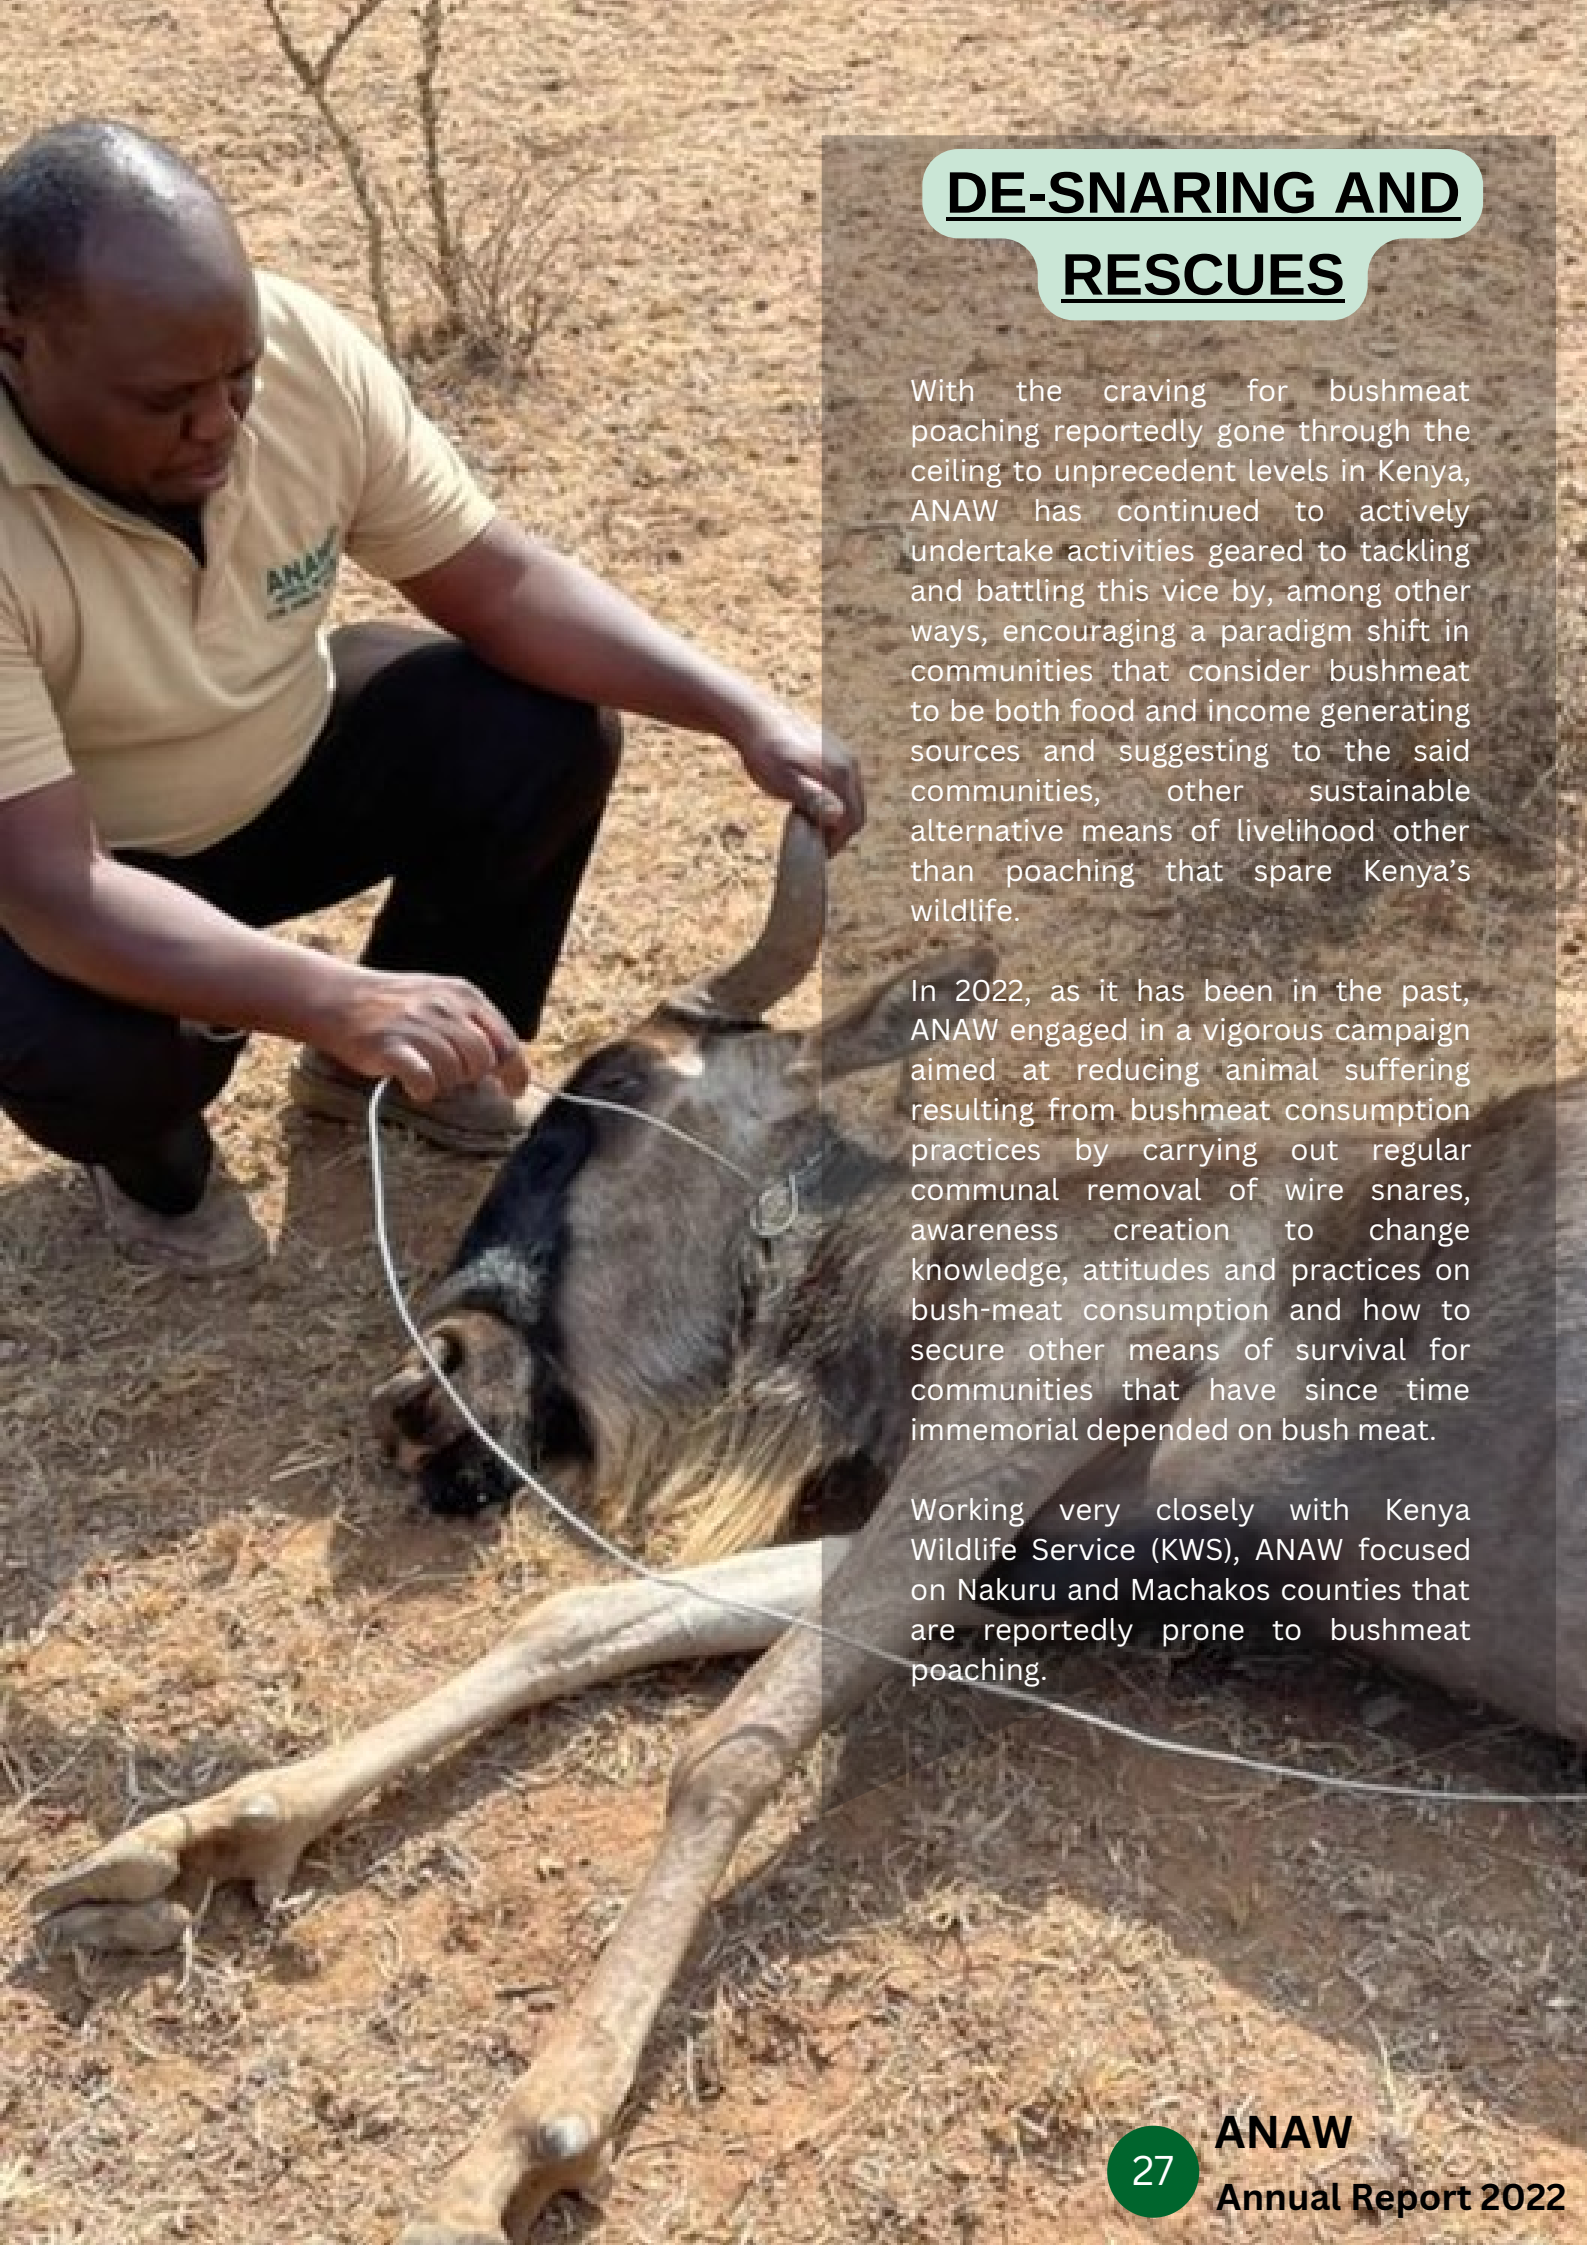 DE-SNARING AND
RESCUES
With the craving for bushmeat
poaching reportedly gone through the
ceiling to unprecedent levels in Kenya,
ANAW has continued to actively
undertake activities geared to tackling
and battling this vice by, among other
ways, encouraging a paradigm shift in
communities that consider bushmeat
to be both food and income generating
sources and suggesting to the said
communities, other sustainable
alternative means of livelihood other
than poaching that spare Kenya’s
wildlife.
In 2022, as it has been in the past,
ANAW engaged in a vigorous campaign
aimed at reducing animal suffering
resulting from bushmeat consumption
practices by carrying out regular
communal removal of wire snares,
awareness creation to change
knowledge, attitudes and practices on
bush-meat consumption and how to
secure other means of survival for
communities that have since time
immemorial depended on bush meat.
Working very closely with Kenya
Wildlife Service (KWS), ANAW focused
on Nakuru and Machakos counties that
are reportedly prone to bushmeat
poaching.
ANAW
27
ANAW
Annual Report 2022